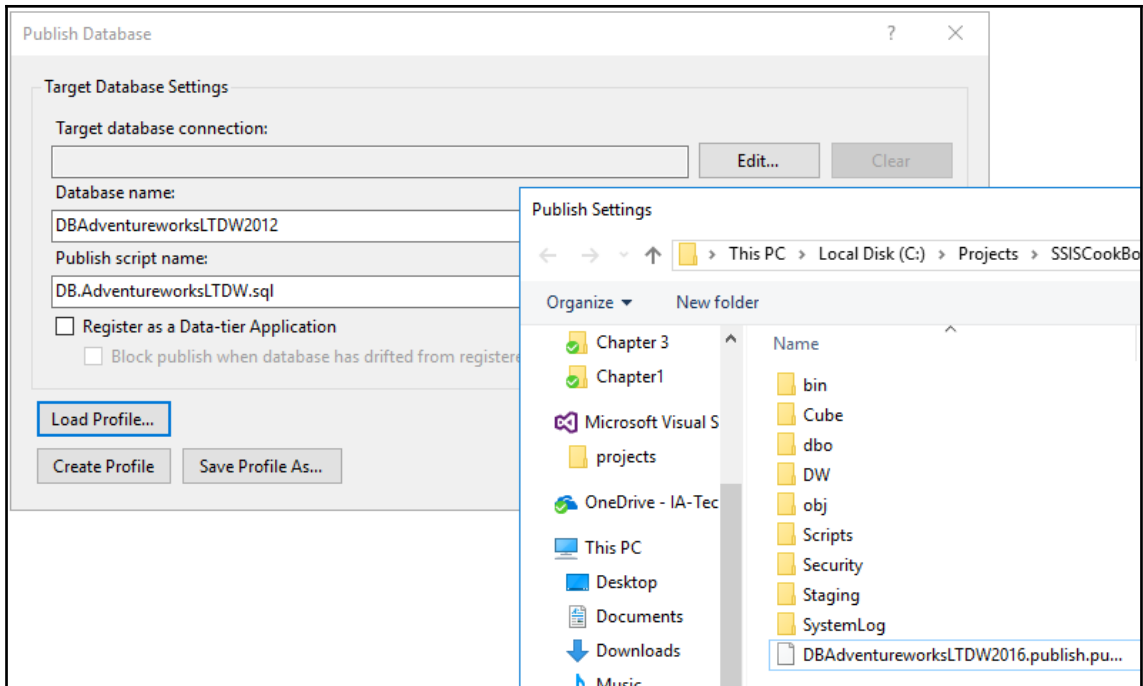 Publish Database
?
Target Database Settings
Target database connection:
Edit...
Clear
Database name:
DBAdventureworksLTDW2012
Publish script name:
DB.AdventureworksLTDW.sql
Register as a Data-tier Application
Block publish when database has drifted from registere
Load Profile...
Create Profile
Save Profile As...
Publish Settings
This PC > Local Disk (C:) > Projects > SSISCookBo
Organize
New folder
Chapter 3
Chapter1
Microsoft Visual S
projects
OneDrive - IA-Tec
This PC
Desktop
Documents
Downloads
Music
Name
bin
Cube
dbo
DW
obj
Scripts
Security
Staging
SystemLog
DBAdventureworksLTDW2016.publish.pu...